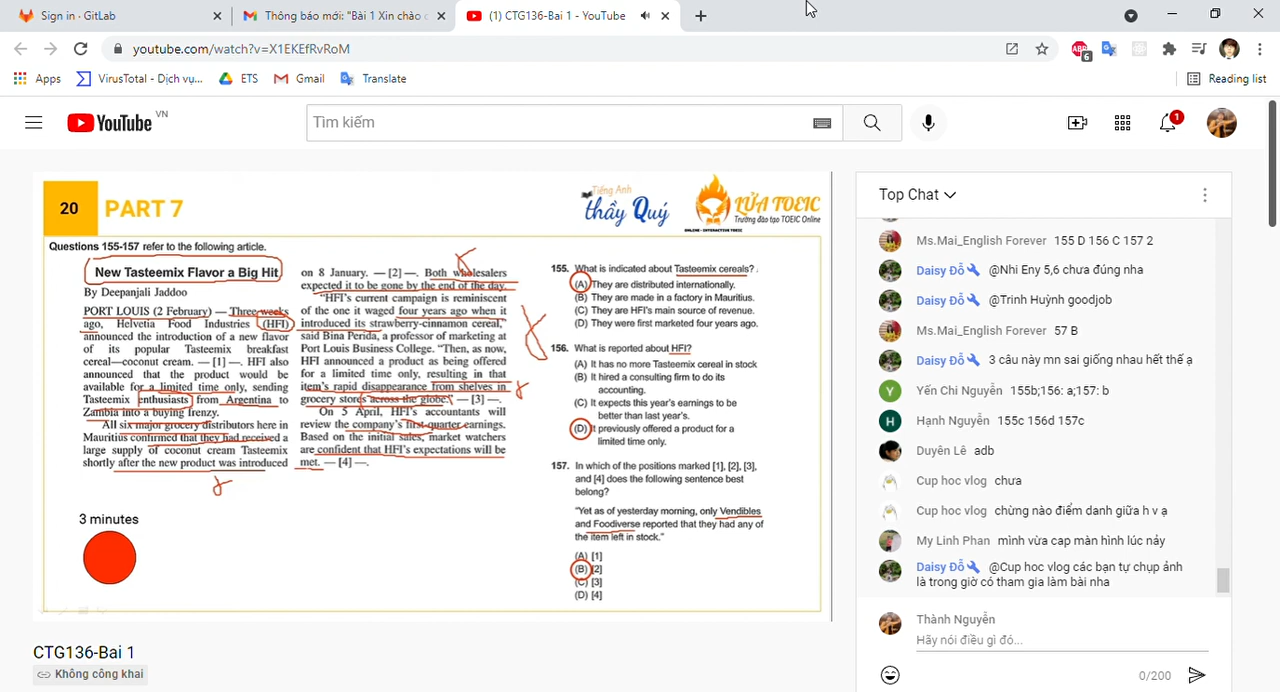 Sign in · GitLab
Thông báo mới: "Bài 1 Xin chào
(1) CTG136-Bai 1 - YouTube
youtube.com/watch?v=X1EKEfRvRoM
ABP
6
Apps
VirusTotal - Dịch vụ...
ETS
Gmail
Translate
Reading list
YouTube VN
Tìm kiếm
1
20
PART 7
Tiếng Anh
thầy Quý
LỬA TOEIC
Trường đào tạo TOEIC Online
ONLINE - INTERACTIVE TOEIC
Questions 155-157 refer to the following article.
New Tasteemix Flavor a Big Hit
By Deepanjali Jaddoo
PORT LOUIS (2 February) — Three weeks
ago, Helvetia Food Industries (HFI)
announced the introduction of a new flavor
of its popular Tasteemix breakfast
cereal—coconut cream. — [1] —. HFI also
announced that the product would be
available for a limited time only, sending
Tasteemix enthusiasts from Argentina to
Zambia into a buying frenzy.
All six major grocery distributors here in
Mauritius confirmed that they had received a
large supply of coconut cream Tasteemix
shortly after the new product was introduced
on 8 January. — [2] —. Both wholesalers
expected it to be gone by the end of the day.
"HFI's current campaign is reminiscent
of the one it waged four years ago when it
introduced its strawberry-cinnamon cereal,"
said Bina Perida, a professor of marketing at
Port Louis Business College. "Then, as now,
HFI announced a product as being offered
for a limited time only, resulting in that
item's rapid disappearance from shelves in
grocery stores across the globe." — [3] —.
On 5 April, HFI's accountants will
review the company's first-quarter earnings.
Based on the initial sales, market watchers
are confident that HFI's expectations will be
met. — [4] —.
3 minutes
155. What is indicated about Tasteemix cereals?
(A) They are distributed internationally.
(B) They are made in a factory in Mauritius.
(C) They are HFI's main source of revenue.
(D) They were first marketed four years ago.
156. What is reported about HFI?
(A) It has no more Tasteemix cereal in stock
(B) It hired a consulting firm to do its
accounting.
(C) It expects this year's earnings to be
better than last year's.
(D) It previously offered a product for a
limited time only.
157. In which of the positions marked [1], [2], [3],
and [4] does the following sentence best
belong?
"Yet as of yesterday morning, only Vendibles
and Foodiverse reported that they had any of
the item left in stock."
(A) [1]
(B) [2]
(C) [3]
(D) [4]
CTG136-Bai 1
Không công khai
Top Chat
Ms.Mai_English Forever 155 D 156 C 157 2
Daisy Đỗ @Nhi Eny 5,6 chưa đúng nha
Daisy Đỗ @Trinh Huỳnh goodjob
Ms.Mai_English Forever 57 B
Daisy Đỗ 3 câu này mn sai giống nhau hết thế ạ
Y
Yến Chi Nguyễn 155b;156: a;157: b
H
Hạnh Nguyễn 155c 156d 157c
Duyên Lê adb
Cup hoc vlog chưa
Cup hoc vlog chừng nào điểm danh giữa h v ạ
My Linh Phan mình vừa cap màn hình lúc nảy
Daisy Đỗ @Cup hoc vlog các bạn tự chụp ảnh
là trong giờ có tham gia làm bài nha
Thành Nguyễn
Hãy nói điều gì đó...
0/200